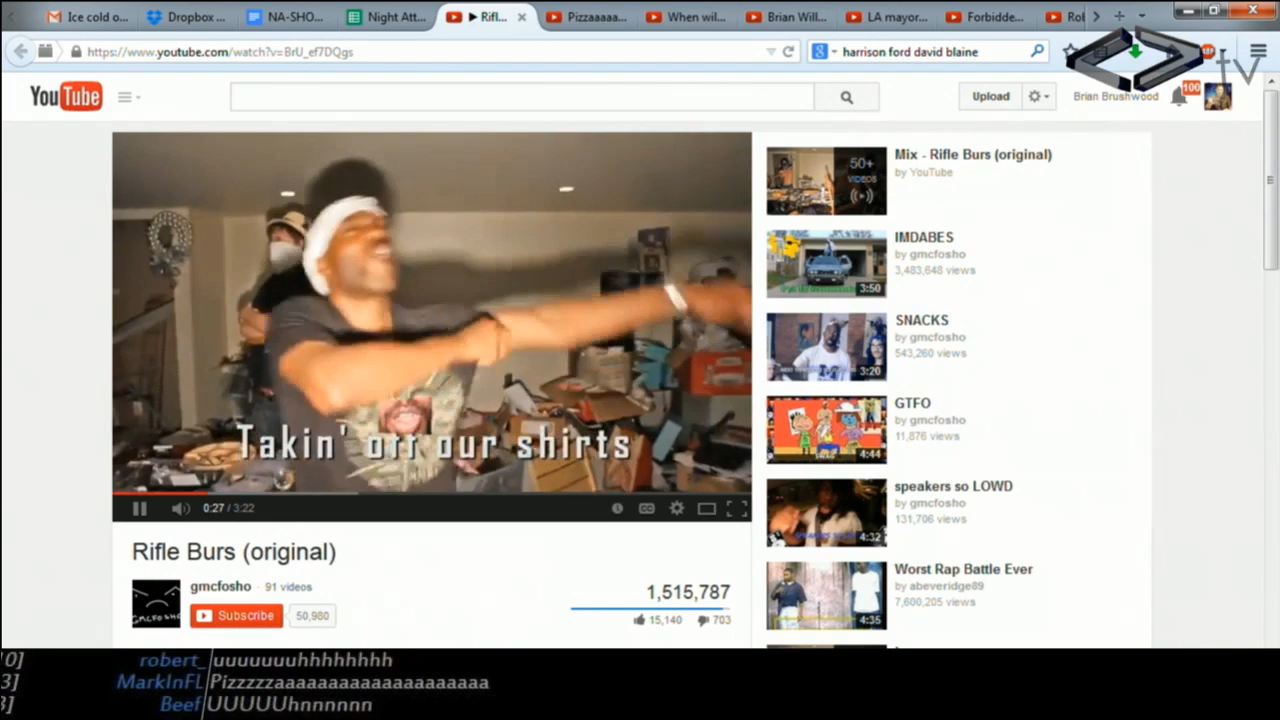 Ice cold o...
Dropbox ...
NA-SHO...
Night Att...
▶ Rifl...
Pizzaaaaa...
When wil...
Brian Will...
LA mayor...
Forbidde...
Rol
https://www.youtube.com/watch?v=BrU_ef7DQgs
harrison ford david blaine
tv
YouTube
Upload
Brian Brushwood
100
Takin' off our shirts
0:27 / 3:22
Rifle Burs (original)
gmcfosho · 91 videos
GMCFOSHO
Subscribe
50,980
1,515,787
15,140
703
50+
VIDEOS
Mix - Rifle Burs (original)
by YouTube
3:50
IMDABES
by gmcfosho
3,483,648 views
3:20
SNACKS
by gmcfosho
543,260 views
4:44
GTFO
by gmcfosho
11,876 views
4:32
speakers so LOWD
by gmcfosho
131,706 views
4:35
Worst Rap Battle Ever
by abeveridge89
7,600,205 views
robert_ uuuuuuuhhhhhhhh
MarkInFL Pizzzzzaaaaaaaaaaaaaaaaaaaa
Beef UUUUUhnnnnnn